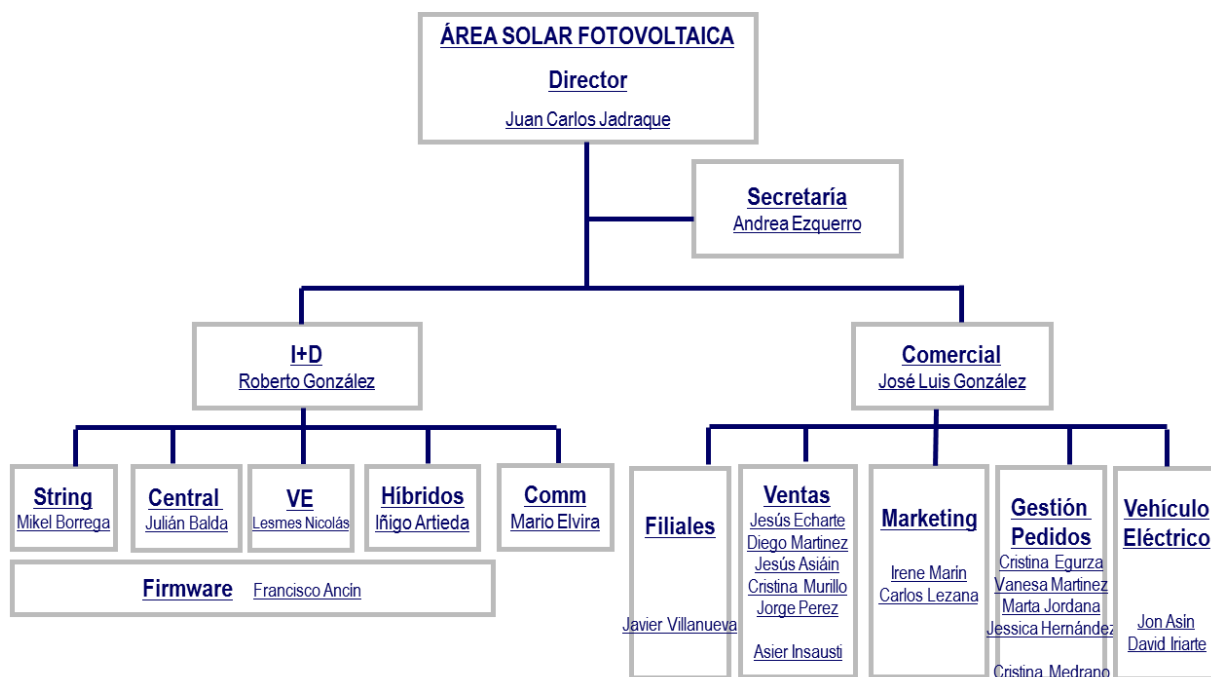 ÁREA SOLAR FOTOVOLTAICA
Director
Juan Carlos Jadraque
Secretaría
Andrea Ezquerro
I+D
Roberto González
Comercial
José Luis González
String
Mikel Borrega
Central
Julián Balda
VE
Lesmes Nicolás
Híbridos
Iñigo Artieda
Comm
Mario Elvira
Firmware Francisco Ancín
Filiales
Javier Villanueva
Ventas
Jesús Echarte
Diego Martinez
Jesús Asiáin
Cristina Murillo
Jorge Perez
Asier Insausti
Marketing
Irene Marin
Carlos Lezana
Gestión
Pedidos
Cristina Egurza
Vanesa Martinez
Marta Jordana
Jessica Hernández
Cristina Medrano
Vehículo
Eléctrico
Jon Asín
David Iriarte